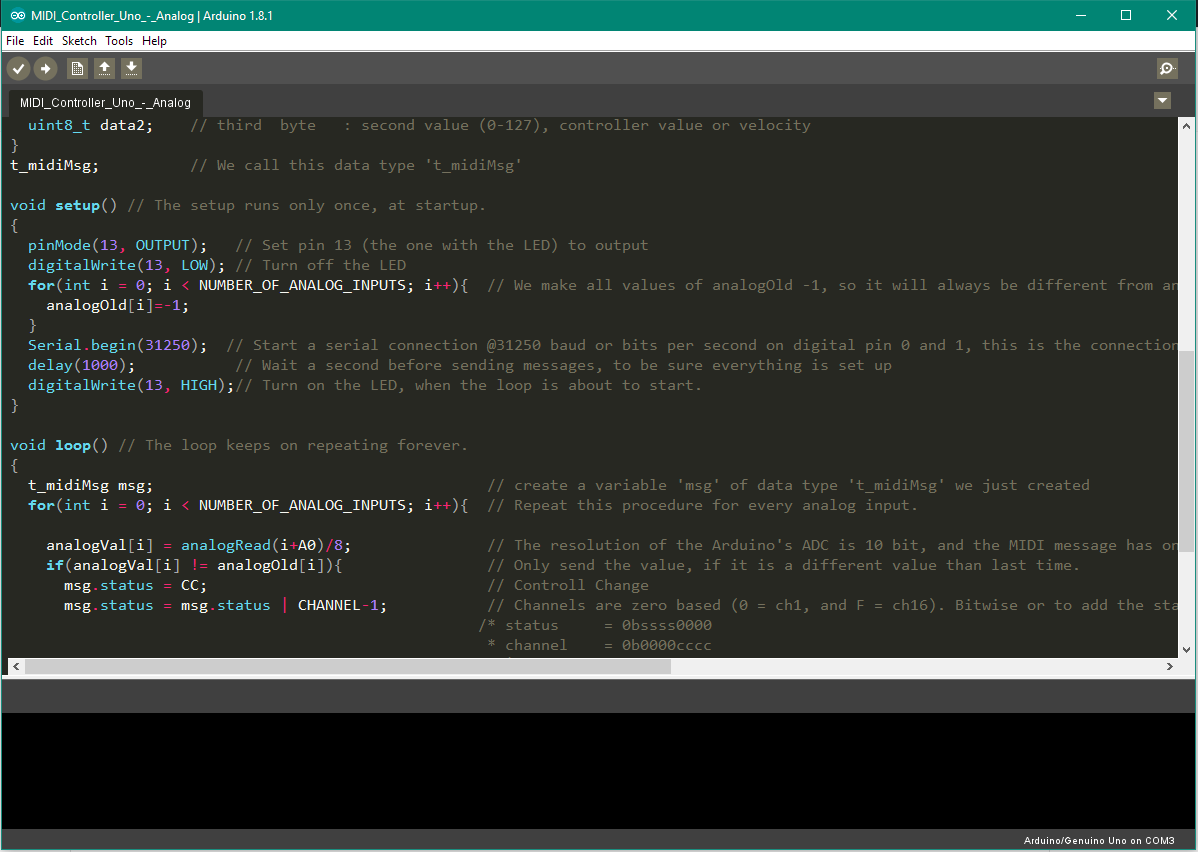 MIDI_Controller_Uno_-_Analog | Arduino 1.8.1
File Edit Sketch Tools Help
MIDI_Controller_Uno_-_Analog
  uint8_t data2;    // third  byte   : second value (0-127), controller value or velocity
}
t_midiMsg;          // We call this data type 't_midiMsg'
void setup() // The setup runs only once, at startup.
{
  pinMode(13, OUTPUT);   // Set pin 13 (the one with the LED) to output
  digitalWrite(13, LOW); // Turn off the LED
  for(int i = 0; i < NUMBER_OF_ANALOG_INPUTS; i++){  // We make all values of analogOld -1, so it will always be different from an
    analogOld[i]=-1;
  }
  Serial.begin(31250);  // Start a serial connection @31250 baud or bits per second on digital pin 0 and 1, this is the connection
  delay(1000);           // Wait a second before sending messages, to be sure everything is set up
  digitalWrite(13, HIGH);// Turn on the LED, when the loop is about to start.
}
void loop() // The loop keeps on repeating forever.
{
  t_midiMsg msg;                                     // create a variable 'msg' of data type 't_midiMsg' we just created
  for(int i = 0; i < NUMBER_OF_ANALOG_INPUTS; i++){  // Repeat this procedure for every analog input.
    analogVal[i] = analogRead(i+A0)/8;               // The resolution of the Arduino's ADC is 10 bit, and the MIDI message has on
    if(analogVal[i] != analogOld[i]){                // Only send the value, if it is a different value than last time.
      msg.status = CC;                               // Controll Change
      msg.status = msg.status | CHANNEL-1;           // Channels are zero based (0 = ch1, and F = ch16). Bitwise or to add the sta
                                                    /* status     = 0bssss0000
                                                     * channel    = 0b0000cccc
Arduino/Genuino Uno on COM3